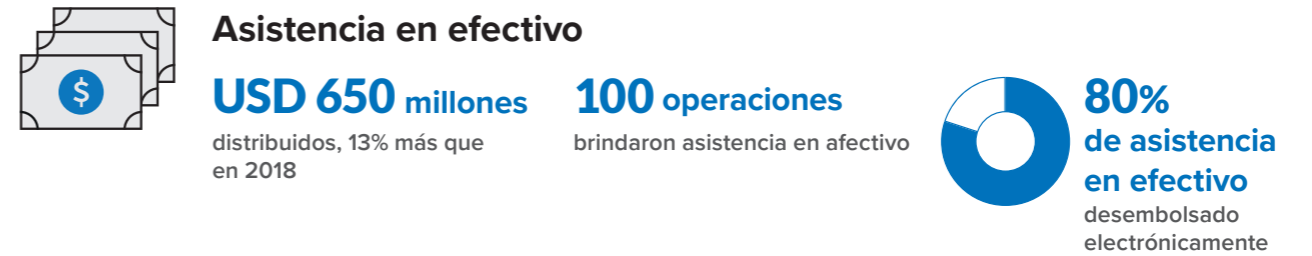 $
Asistencia en efectivo
USD 650 millones
distribuidos, 13% más que
en 2018
100 operaciones
brindaron asistencia en afectivo
80%
de asistencia
en efectivo
desembolsado
electrónicamente